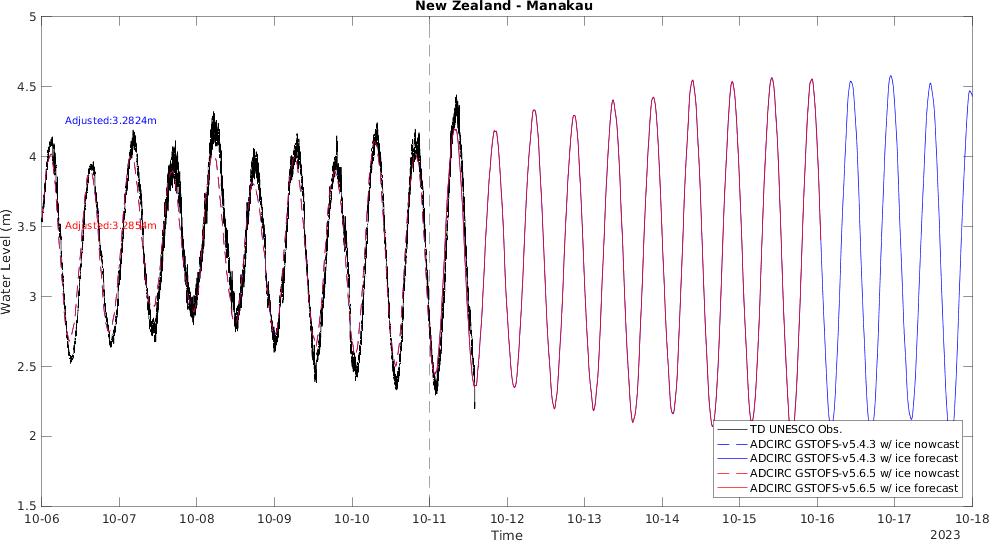 New Zealand - Manakau
5
4.5
4
3.5
3
2.5
2
1.5
Water Level (m)
Adjusted:3.2824m
Adjusted:3.2854m
TD UNESCO Obs.
ADCIRC GSTOFS-v5.4.3 w/ ice nowcast
ADCIRC GSTOFS-v5.4.3 w/ ice forecast
ADCIRC GSTOFS-v5.6.5 w/ ice nowcast
ADCIRC GSTOFS-v5.6.5 w/ ice forecast
10-06 10-07 10-08 10-09 10-10 10-11 10-12 10-13 10-14 10-15 10-16 10-17 10-18
Time
2023